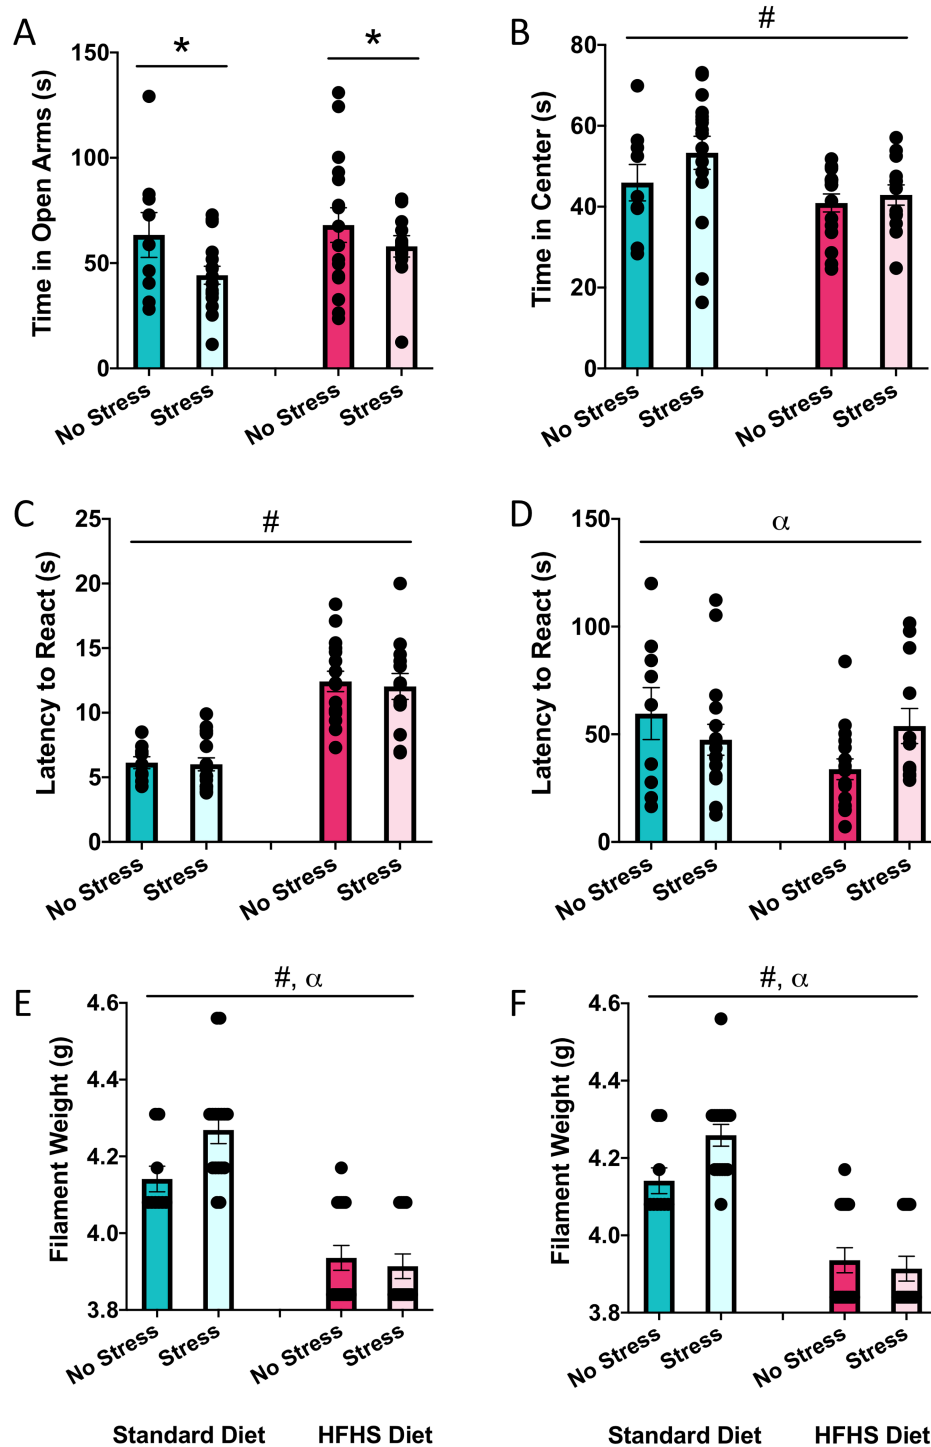 A
Time in Open Arms (s)
150
100
50
0
*
*
No Stress
Stress
No Stress
Stress
B
Time in Center (s)
80
60
40
20
0
#
No Stress
Stress
No Stress
Stress
C
Latency to React (s)
25
20
15
10
5
0
#
No Stress
Stress
No Stress
Stress
D
Latency to React (s)
150
100
50
0
α
No Stress
Stress
No Stress
Stress
E
Filament Weight (g)
4.6
4.4
4.2
4.0
3.8
#, α
No Stress
Stress
No Stress
Stress
Standard Diet
HFHS Diet
F
Filament Weight (g)
4.6
4.4
4.2
4.0
3.8
#, α
No Stress
Stress
No Stress
Stress
Standard Diet
HFHS Diet